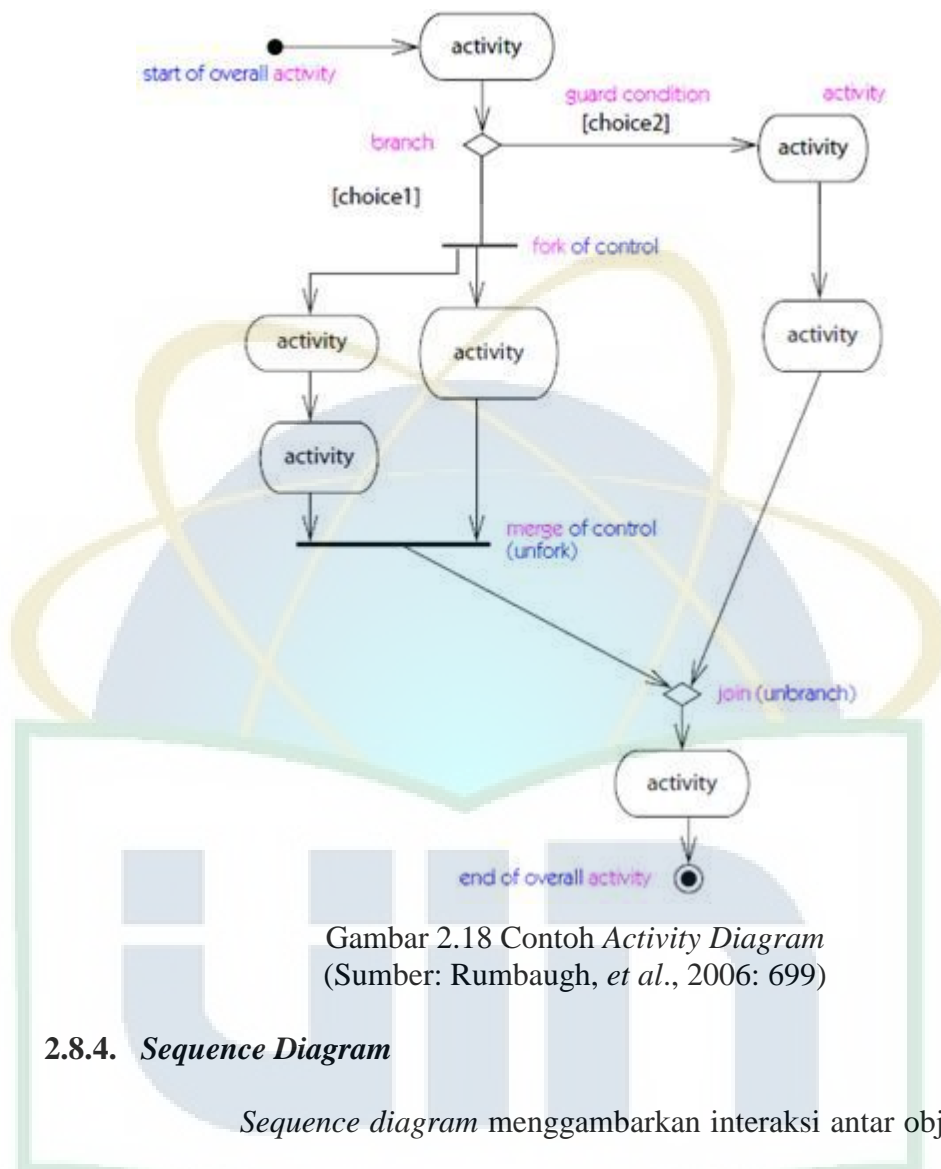 activity
start of overall activity
guard condition
activity
[choice2]
branch
activity
[choice1]
fork of control
activity
activity
activity
activity
merge of control
(unfork)
join (unbranch)
activity
end of overall activity
Gambar 2.18 Contoh Activity Diagram
(Sumber: Rumbaugh, et al., 2006: 699)
2.8.4. Sequence Diagram
Sequence diagram menggambarkan interaksi antar obj
uin